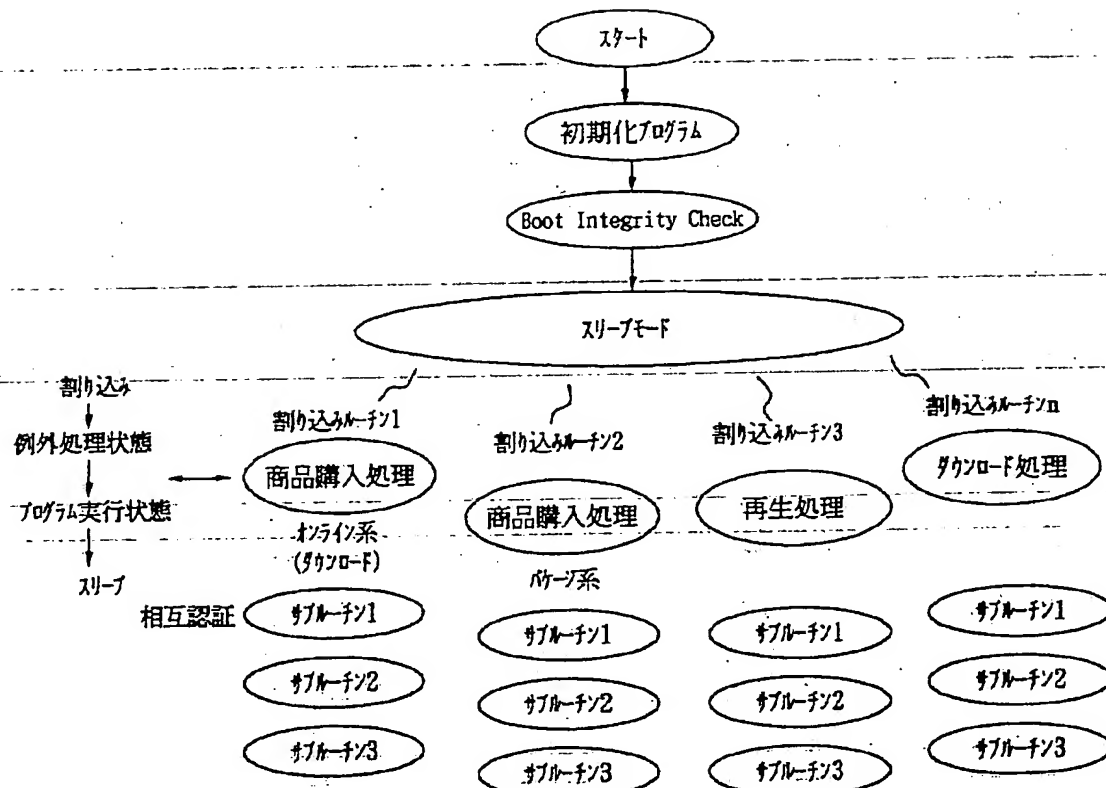 スタート
初期化プログラム
Boot Integrity Check
スリープモード
割り込み
例外処理状態
プログラム実行状態
スリープ
割り込みルーチン1
商品購入処理
オンライン系
(ダウンロード)
相互認証
サブルーチン1
サブルーチン2
サブルーチン3
割り込みルーチン2
商品購入処理
パケージ系
サブルーチン1
サブルーチン2
サブルーチン3
割り込みルーチン3
再生処理
サブルーチン1
サブルーチン2
サブルーチン3
割り込みルーチンn
ダウンロード処理
サブルーチン1
サブルーチン2
サブルーチン3